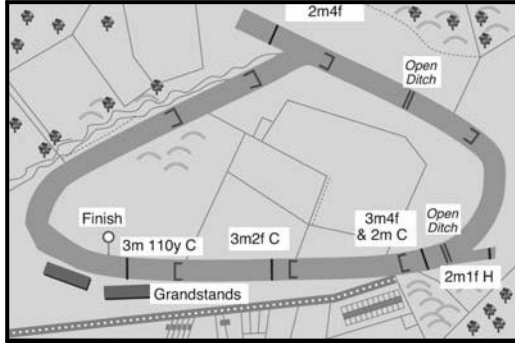 2m4f
Open
Ditch
Finish
3m 110y C
3m2f C
3m4f
& 2m C
Open
Ditch
2m1f H
Grandstands